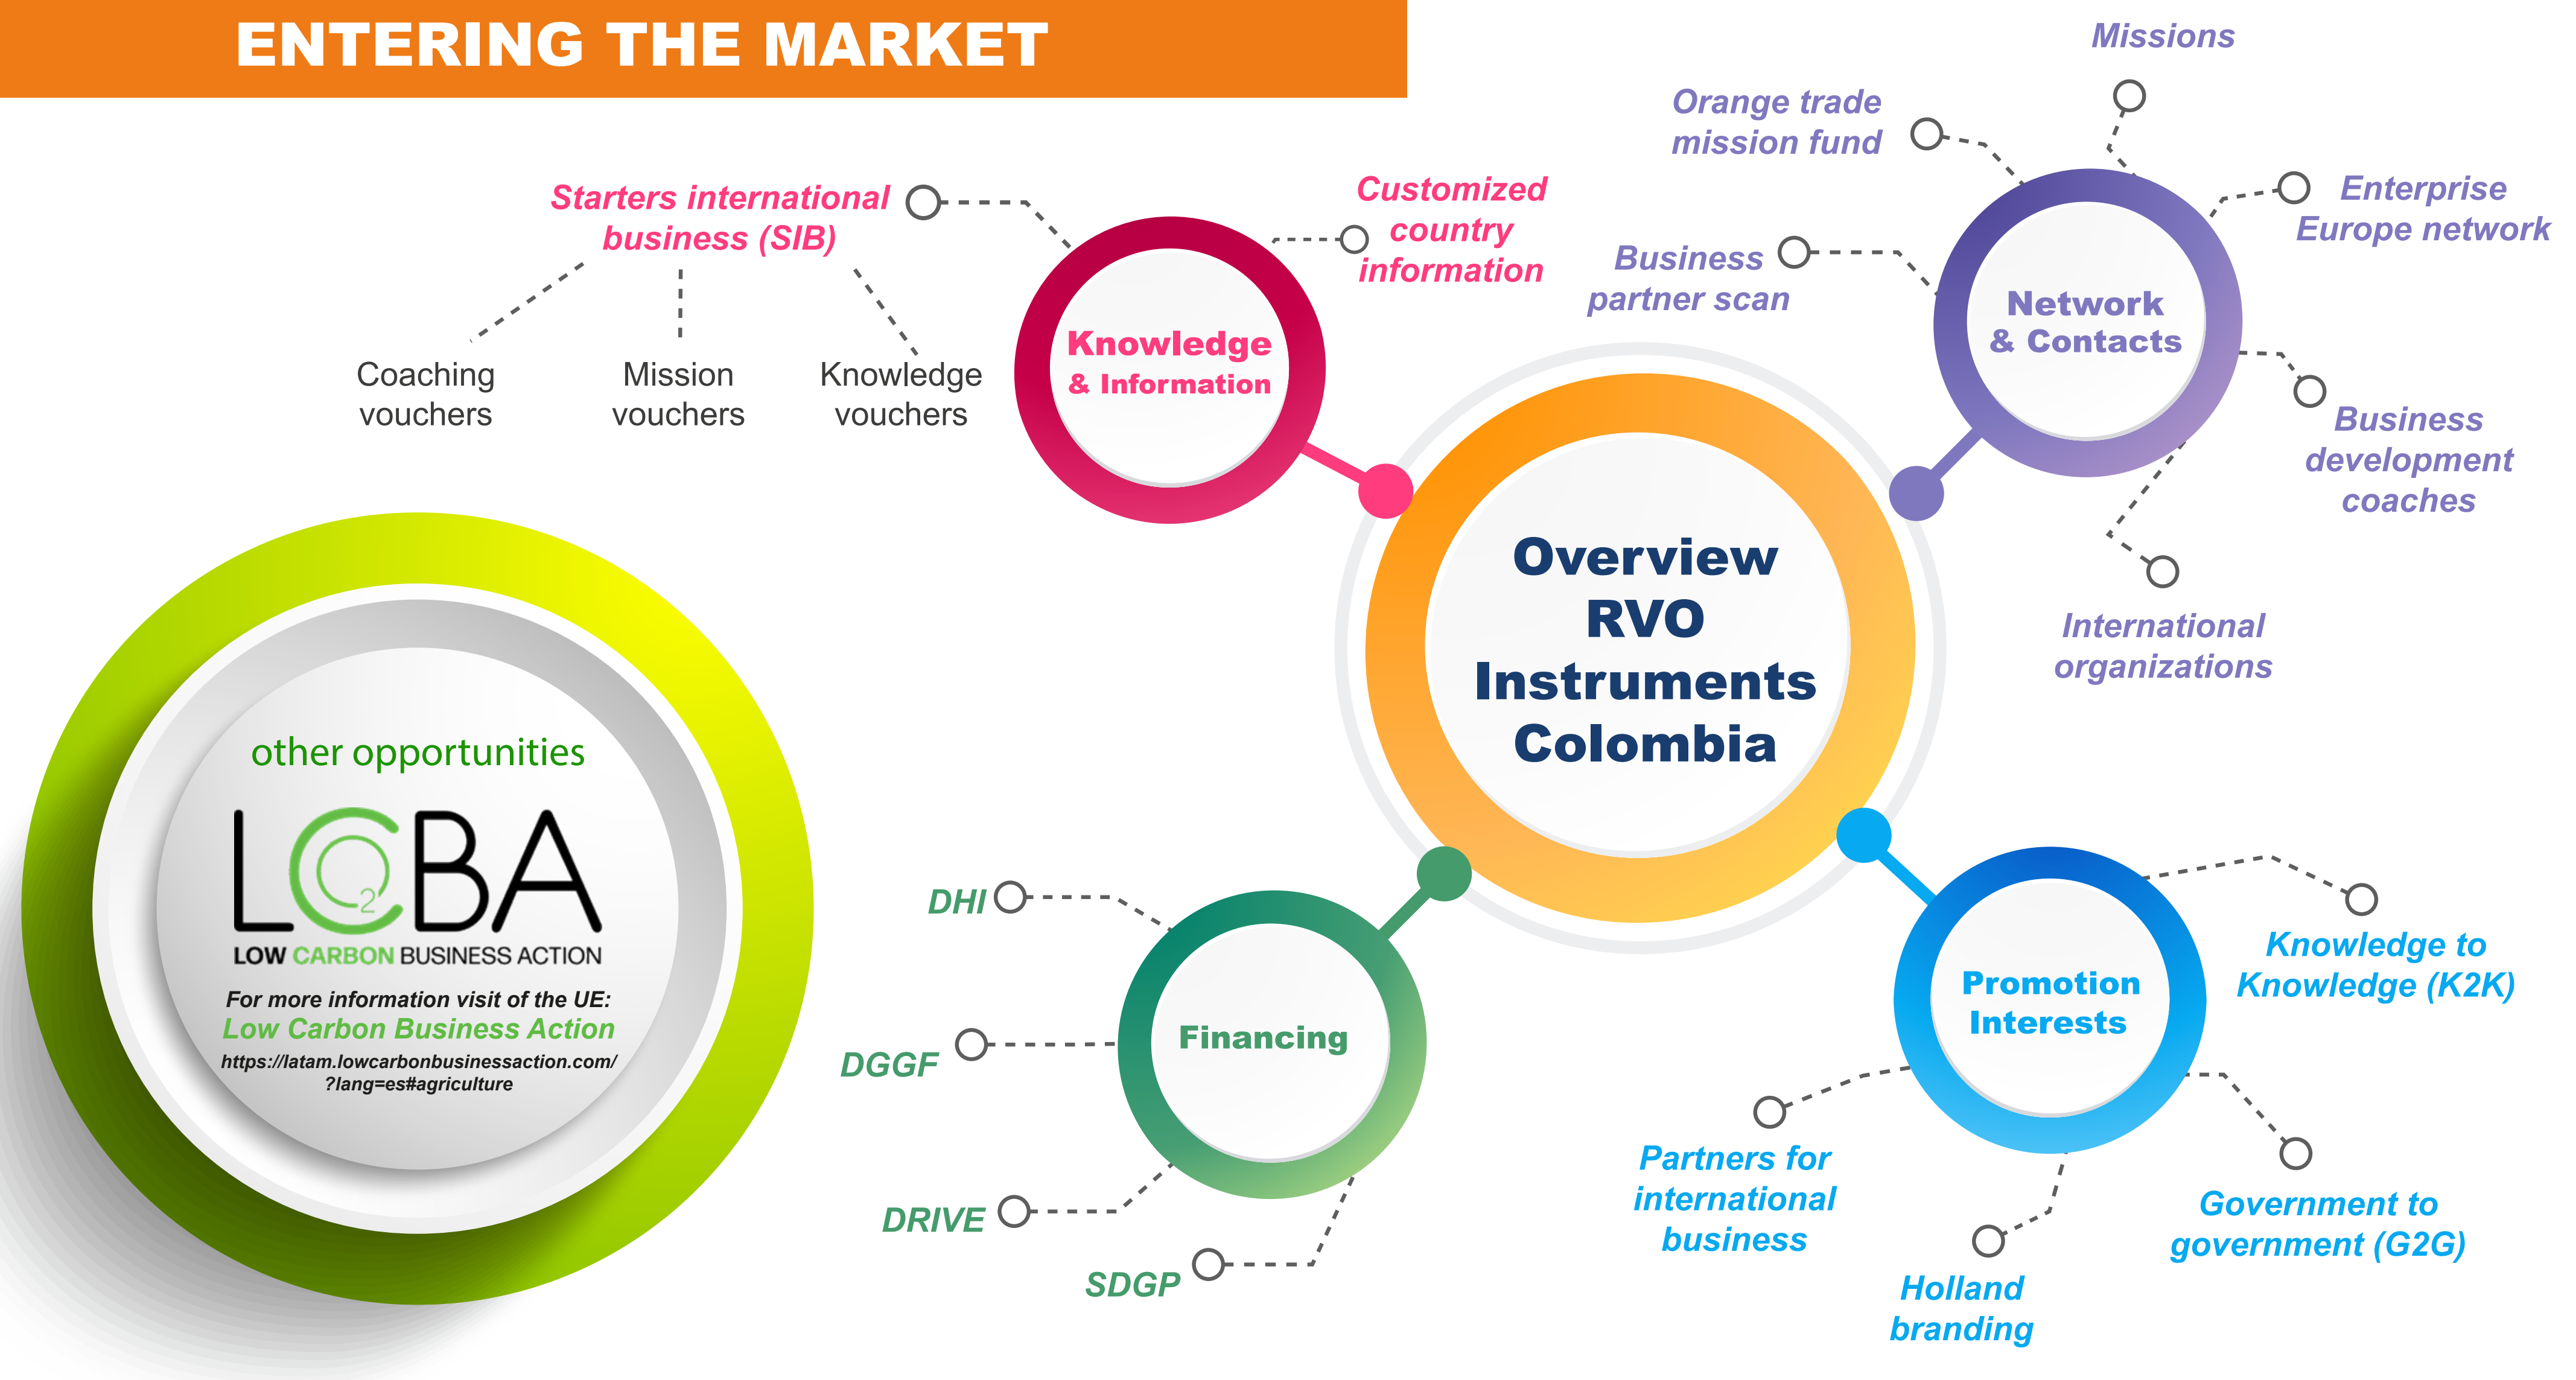 ENTERING THE MARKET
Starters international
business (SIB)
Coaching
vouchers
Mission
vouchers
Knowledge
vouchers
Customized
country
information
Knowledge
& Information
Missions
Orange trade
mission fund
Business
partner scan
Enterprise
Europe network
Network
& Contacts
Business
development
coaches
International
organizations
Overview
RVO
Instruments
Colombia
other opportunities
LCBA
O2
LOW CARBON BUSINESS ACTION
For more information visit of the UE:
Low Carbon Business Action
https://latam.lowcarbonbusinessaction.com/
?lang=es#agriculture
DHI
DGGF
DRIVE
SDGP
Financing
Promotion
Interests
Knowledge to
Knowledge (K2K)
Partners for
international
business
Holland
branding
Government to
government (G2G)